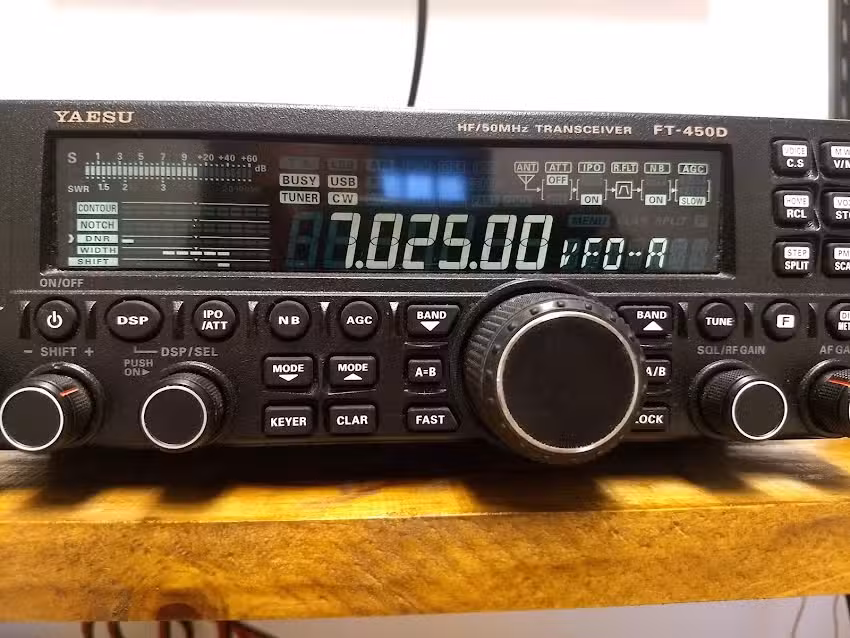 YAESU
HF/50MHz TRANSCEIVER FT-450D
S 1 3 5 7 9 +20 +40 +60 dB
SWR 1.5 2 3
BUSY USB
TUNER CW
ANT ATT IPO R.FLT NB AGC
OFF
ON ON SLOW
CONTOUR
NOTCH
DNR
WIDTH
SHIFT
MENU
7.025.00 VFO-A
VOICE
C.S
V/M
HOME
RCL
STEP
SPLIT
ON/OFF
DSP
IPO
/ATT
NB
AGC
BAND
BAND
TUNE
F
− SHIFT +
DSP/SEL
PUSH
ON
MODE
MODE
A=B
A/B
SQL/RF GAIN
AF GA
KEYER
CLAR
FAST
LOCK